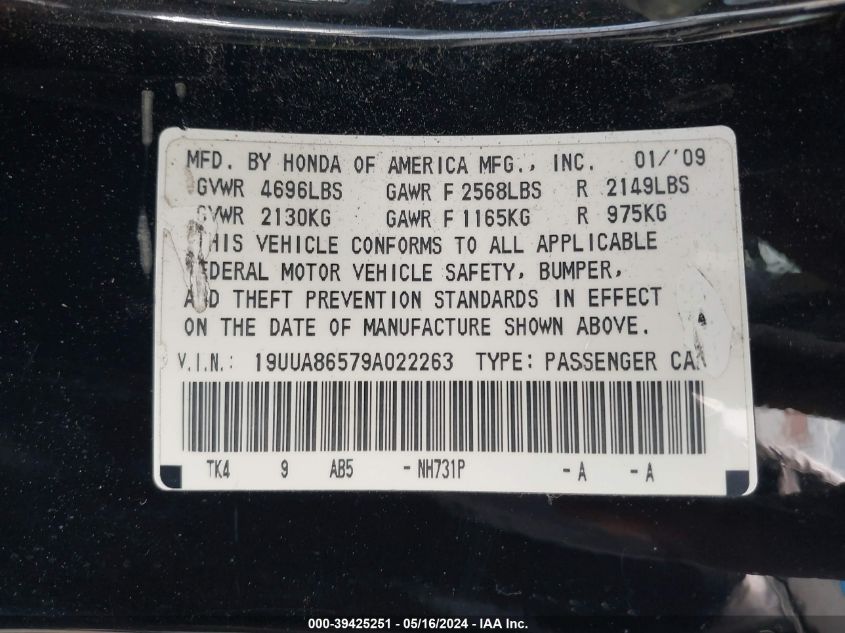 MFD. BY HONDA OF AMERICA MFG., INC. 01/'09
GVWR 4696LBS GAWR F 2568LBS R 2149LBS
GVWR 2130KG GAWR F 1165KG R 975KG
THIS VEHICLE CONFORMS TO ALL APPLICABLE
FEDERAL MOTOR VEHICLE SAFETY, BUMPER,
AND THEFT PREVENTION STANDARDS IN EFFECT
ON THE DATE OF MANUFACTURE SHOWN ABOVE.
V.I.N.: 19UUA86579A022263 TYPE: PASSENGER CAR
TK4 9 AB5 - NH731P - A - A
000-39425251 - 05/16/2024 - IAA Inc.